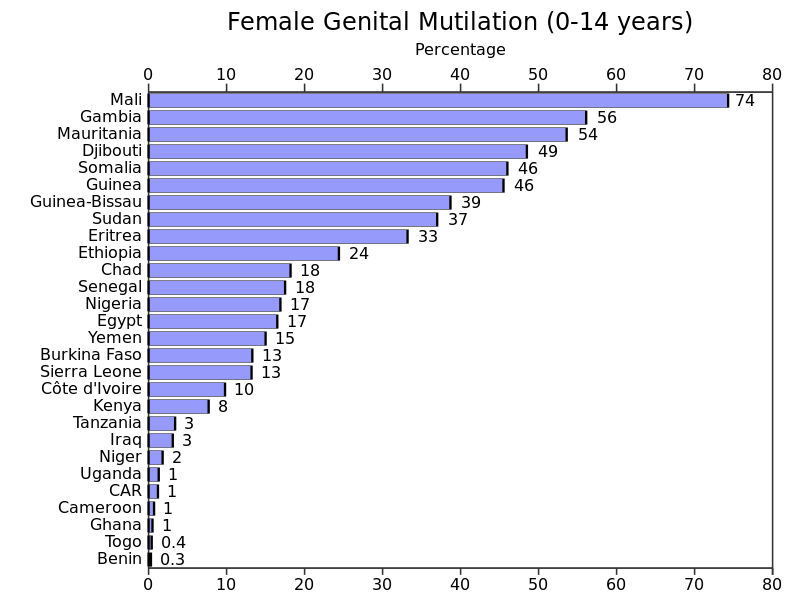 Female Genital Mutilation (0-14 years)
Percentage
0 10 20 30 40 50 60 70 80
Mali 74
Gambia 56
Mauritania 54
Djibouti 49
Somalia 46
Guinea 46
Guinea-Bissau 39
Sudan 37
Eritrea 33
Ethiopia 24
Chad 18
Senegal 18
Nigeria 17
Egypt 17
Yemen 15
Burkina Faso 13
Sierra Leone 13
Côte d'Ivoire 10
Kenya 8
Tanzania 3
Iraq 3
Niger 2
Uganda 1
CAR 1
Cameroon 1
Ghana 1
Togo 0.4
Benin 0.3
0 10 20 30 40 50 60 70 80